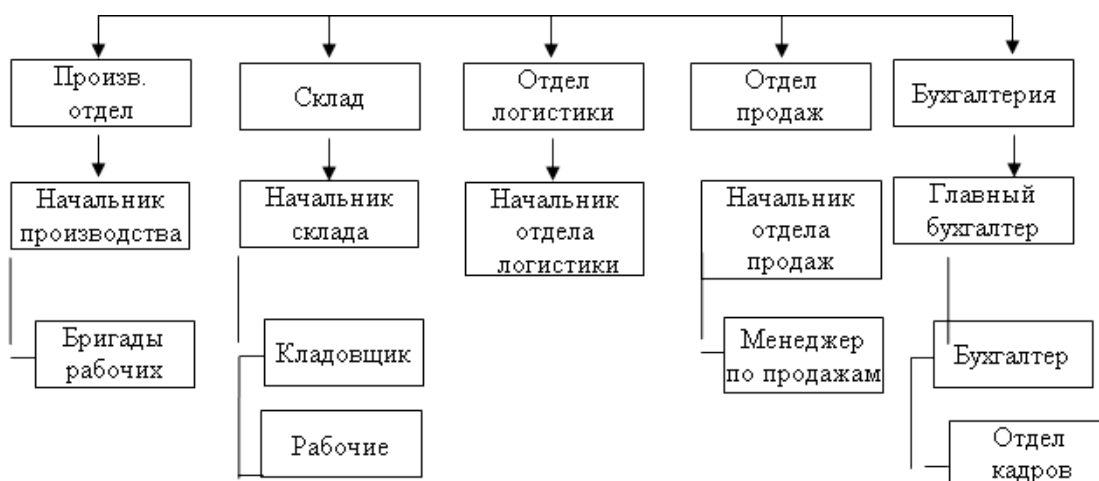 Произв.
отдел
Склад
Отдел
логистики
Отдел
продаж
Бухгалтерия
Начальник
производства
Начальник
склада
Начальник
отдела
логистики
Начальник
отдела
продаж
Главный
бухгалтер
Бригады
рабочих
Кладовщик
Менеджер
по продажам
Бухгалтер
Рабочие
Отдел
кадров